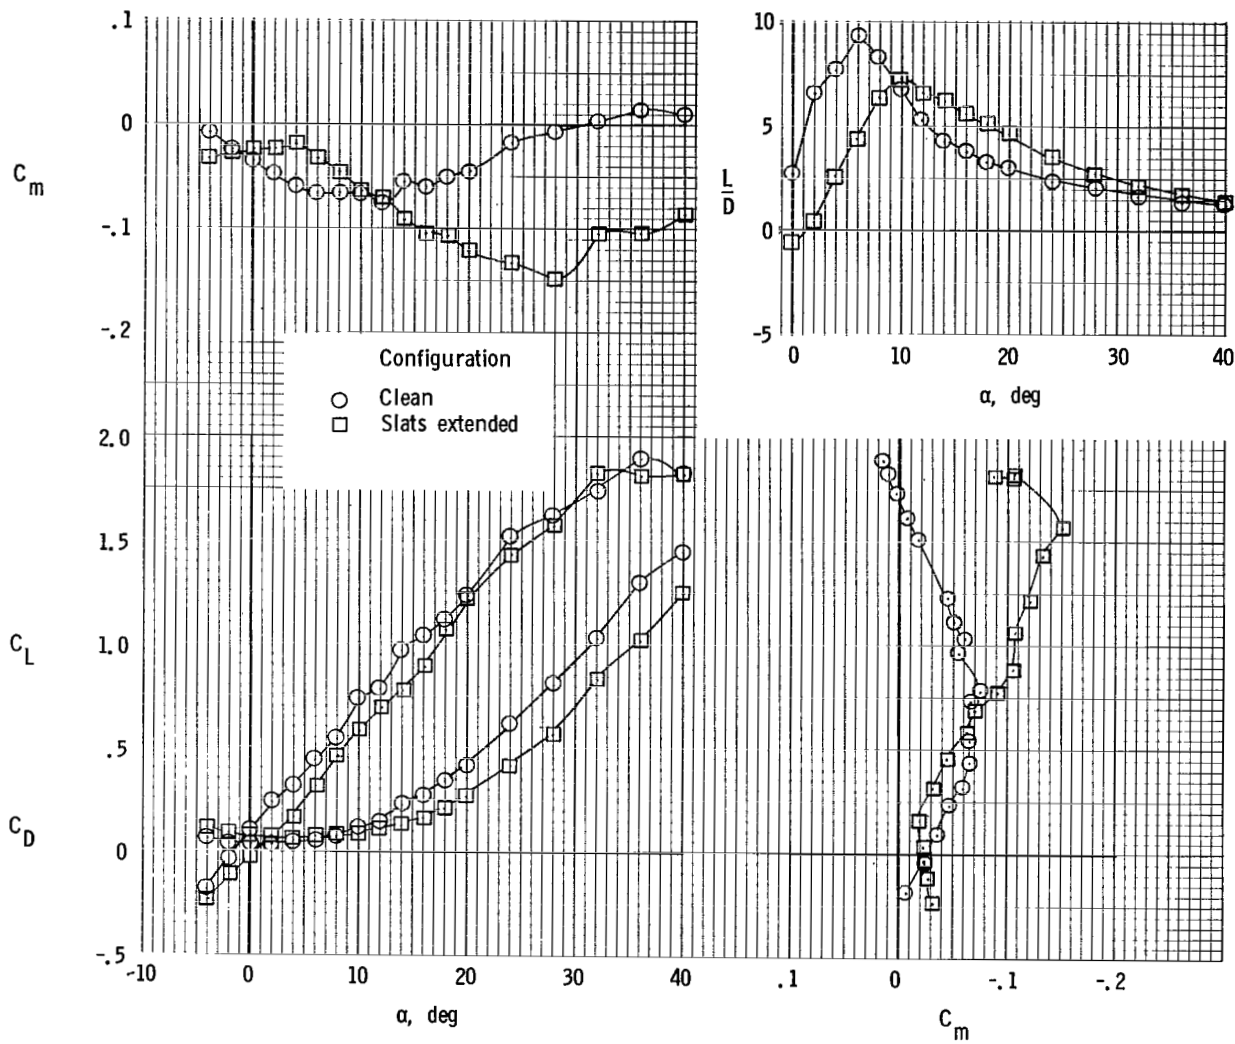 .1
0
C_m
-.1
-.2
Configuration
Clean
Slats extended
2.0
1.5
C_L 1.0
.5
C_D
0
-.5
-10 0 10 20 30 40
α, deg
10
5
L/D
0
-5
0 10 20 30 40
α, deg
.1 0 -.1 -.2
C_m